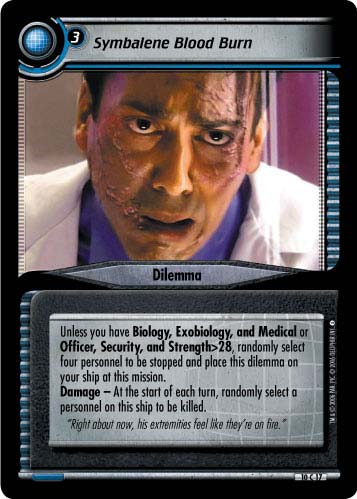 3
Symbalene Blood Burn
Dilemma
Unless you have Biology, Exobiology, and Medical or
Officer, Security, and Strength>28, randomly select
four personnel to be stopped and place this dilemma on
your ship at this mission.
Damage – At the start of each turn, randomly select a
personnel on this ship to be killed.
"Right about now, his extremities feel like they're on fire."
10 C 17